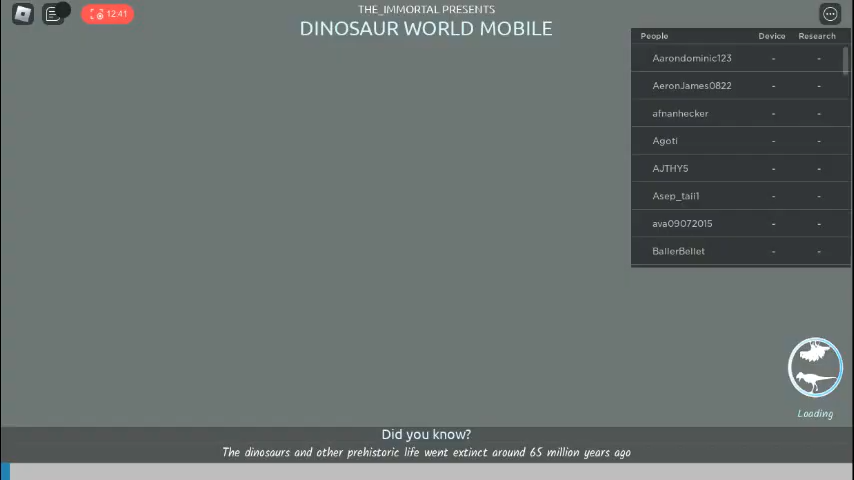 12:41
THE_IMMORTAL PRESENTS
DINOSAUR WORLD MOBILE
People Device Research
Aarondominic123 - -
AeronJames0822 - -
afnanhecker - -
Agoti - -
AJTHY5 - -
Asep_taii1 - -
ava09072015 - -
BallerBellet - -
Loading
Did you know?
The dinosaurs and other prehistoric life went extinct around 65 million years ago